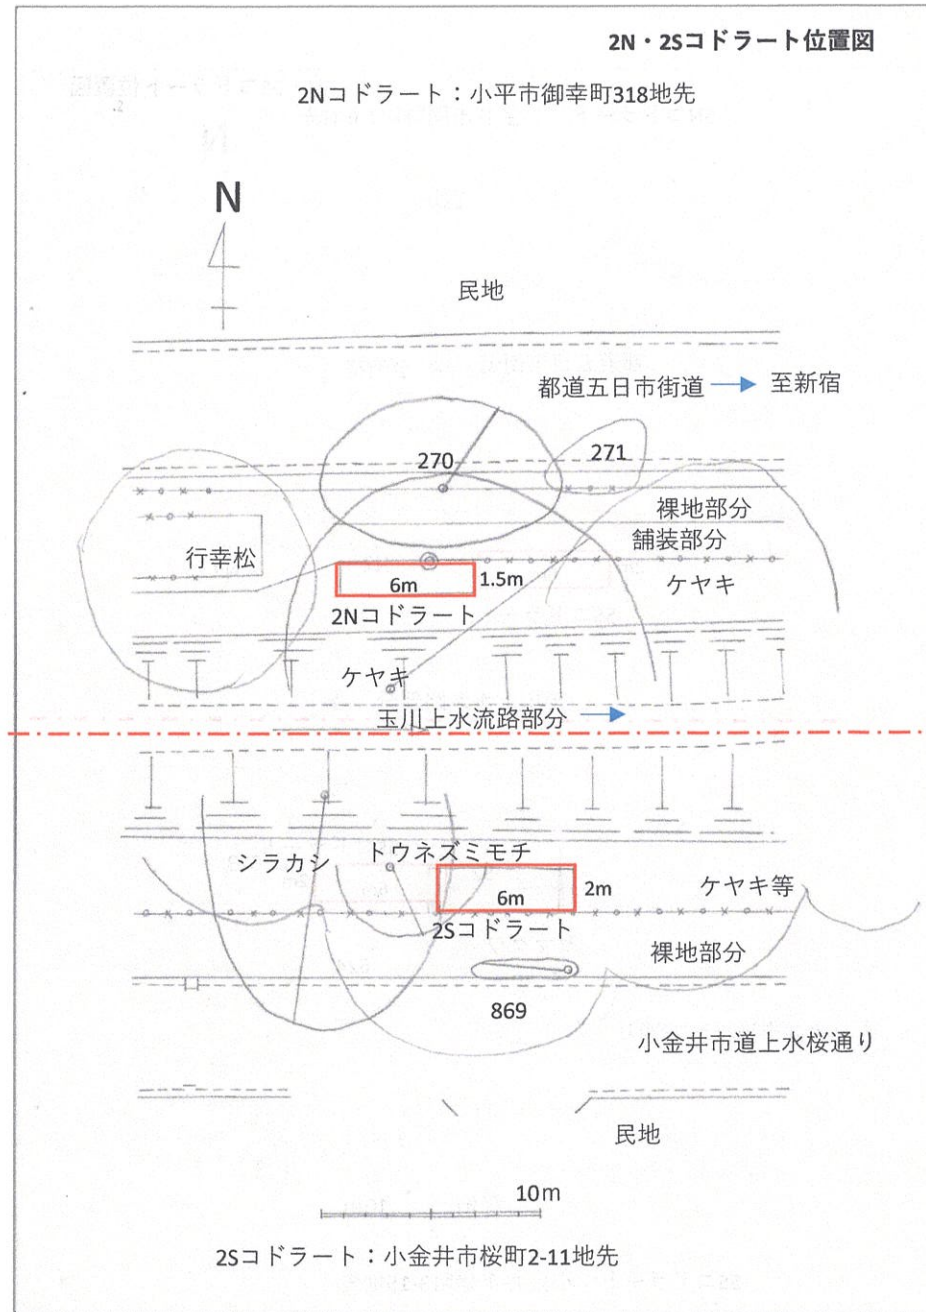 2N・2Sコドラート位置図
2Nコドラート：小平市御幸町318地先
N
民地
都道五日市街道 至新宿
270
271
裸地部分
舗装部分
行幸松
6m
1.5m
ケヤキ
2Nコドラート
ケヤキ
玉川上水流路部分
シラカシ
トウネズミモチ
6m
2m
ケヤキ等
2Sコドラート
裸地部分
869
小金井市道上水桜通り
民地
10m
2Sコドラート：小金井市桜町2-11地先